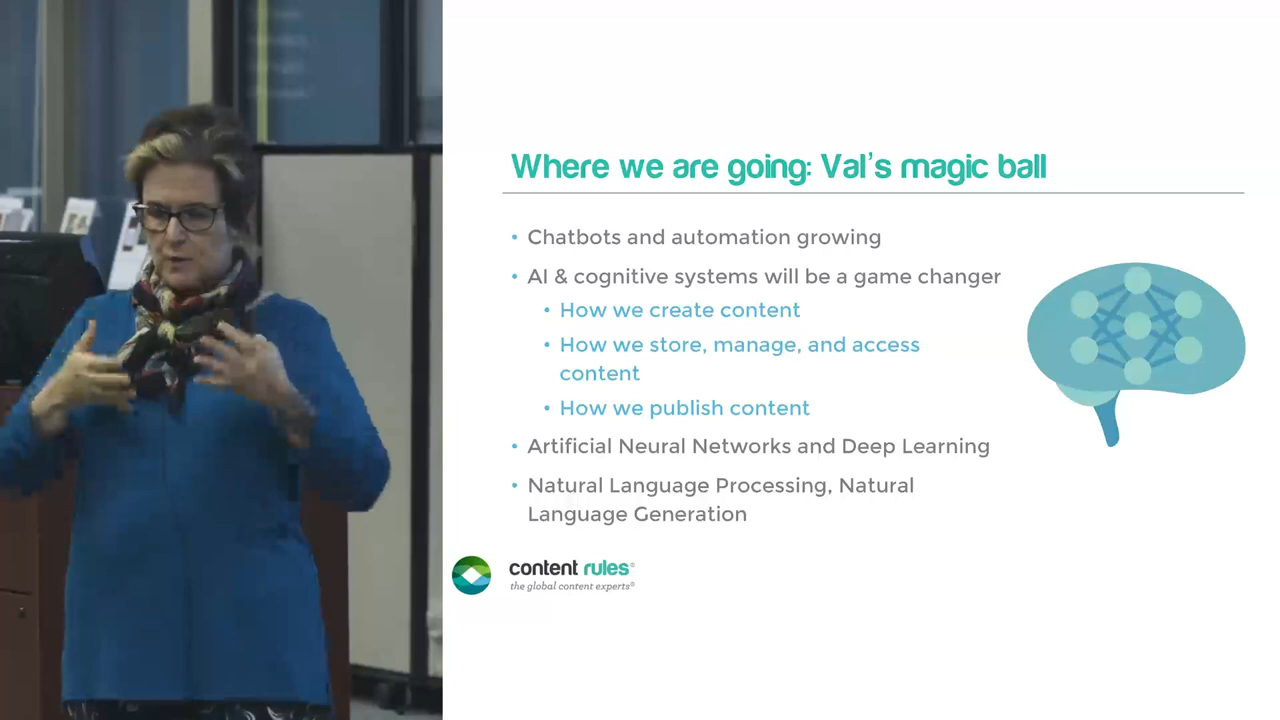 Where we are going: Val's magic ball
• Chatbots and automation growing
• AI & cognitive systems will be a game changer
• How we create content
• How we store, manage, and access
content
• How we publish content
• Artificial Neural Networks and Deep Learning
• Natural Language Processing, Natural
Language Generation
content rules®
the global content experts®